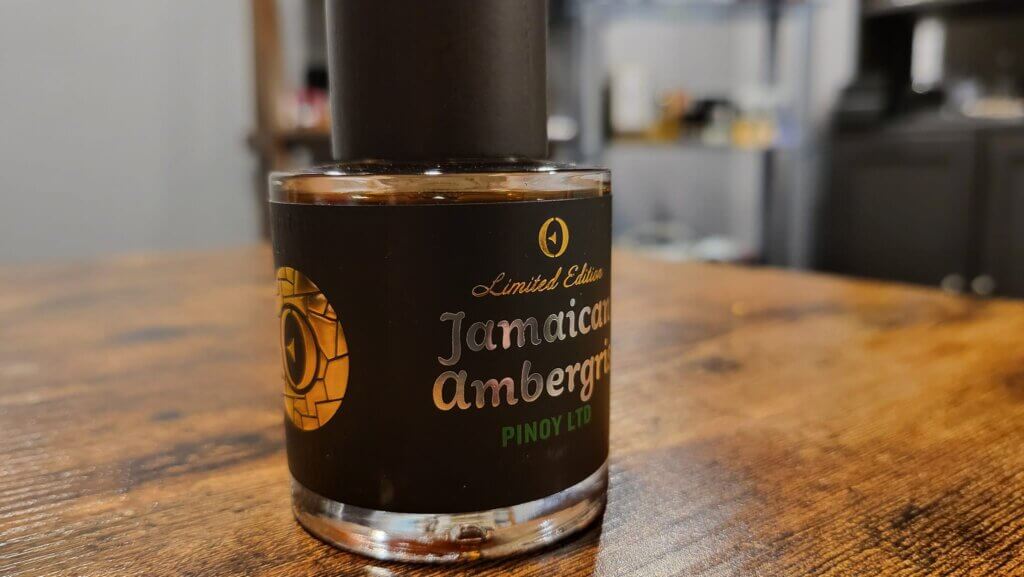 Limited Edition
Jamaican
Ambergris
PINOY LTD